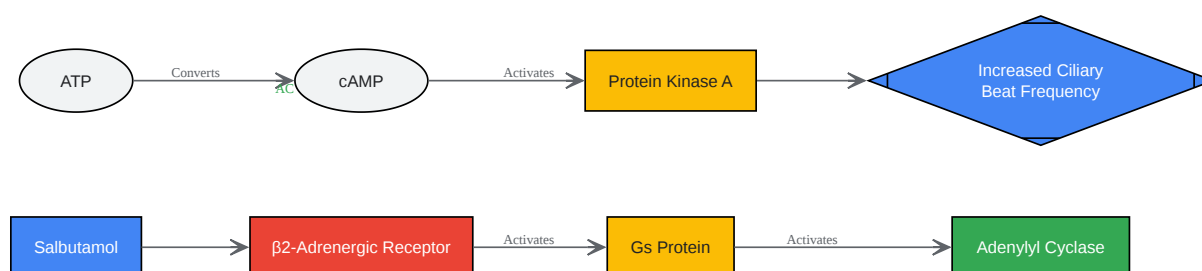 ATP
Converts
AC
cAMP
Activates
Protein Kinase A
Increased Ciliary
Beat Frequency
Salbutamol
β2-Adrenergic Receptor
Activates
Gs Protein
Activates
Adenylyl Cyclase